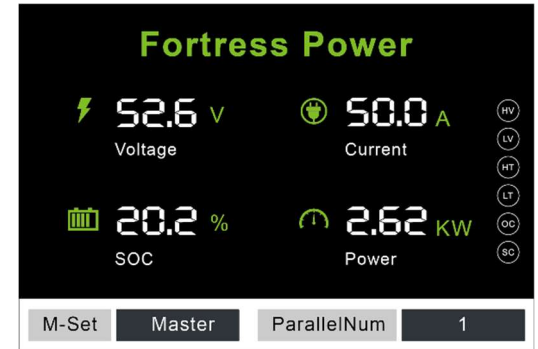 Fortress Power
52.6 V
Voltage
50.0 A
Current
20.2 %
SOC
2.62 KW
Power
HV
LV
HT
LT
OC
SC
M-Set Master ParallelNum 1